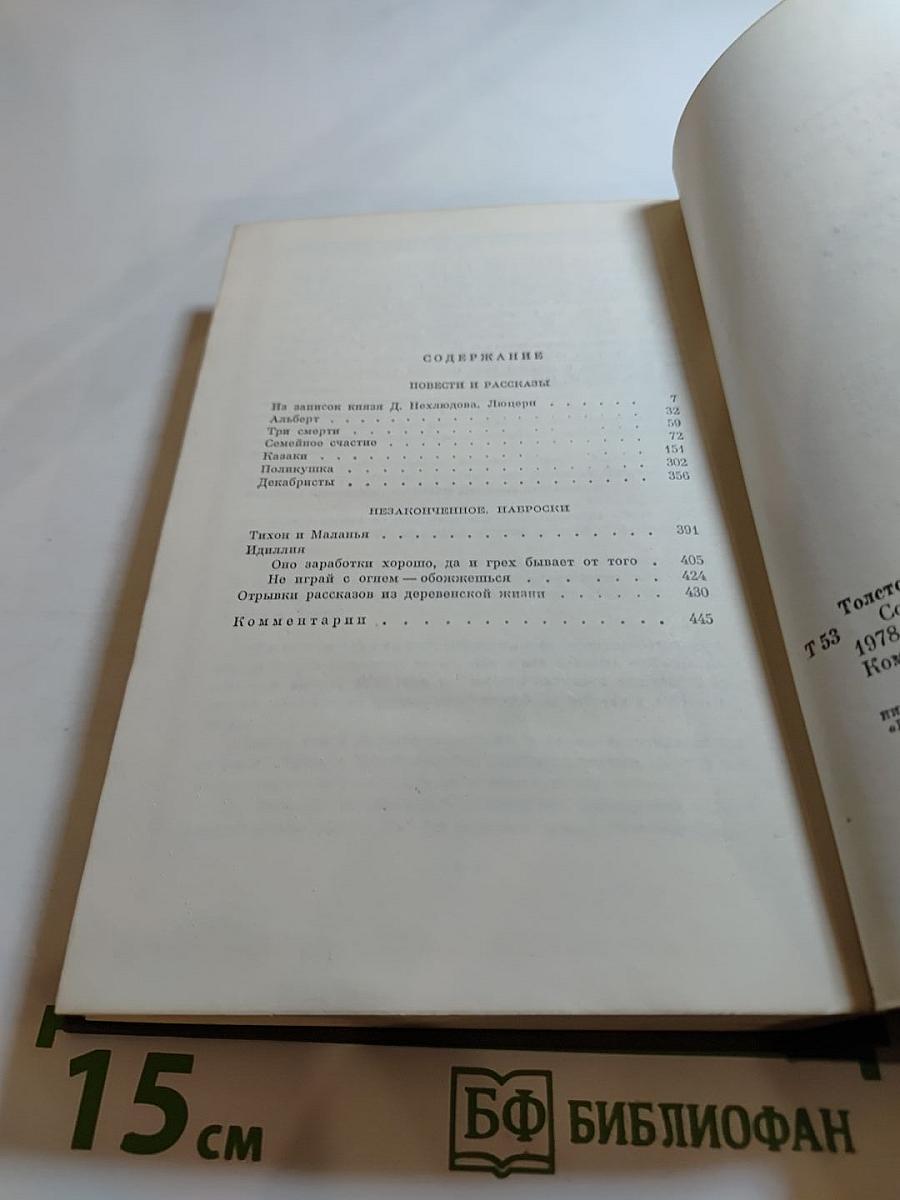 СОДЕРЖАНИЕ
ПОВЕСТИ И РАССКАЗЫ
Из записок князя Д. Нехлюдова. Люцерн . . . . . . 7
Альберт . . . . . . . . . . . . . . . . . . 32
Три смерти . . . . . . . . . . . . . . . . . 59
Семейное счастие . . . . . . . . . . . . . . 72
Казаки . . . . . . . . . . . . . . . . . . . 151
Поликушка . . . . . . . . . . . . . . . . . . 302
Декабристы . . . . . . . . . . . . . . . . . 356
НЕЗАКОНЧЕННОЕ. НАБРОСКИ
Тихон и Маланья . . . . . . . . . . . . . . . 391
Идиллия
Оно заработки хорошо, да и грех бывает от того . 405
Не играй с огнем — обожжешься . . . . . . . 424
Отрывки рассказов из деревенской жизни . . . . . . 430
Комментарии . . . . . . . . . . . . . . . 445
Толсто
Т 53
Со
1978
Ком
15 см
БФ БИБЛИОФАН